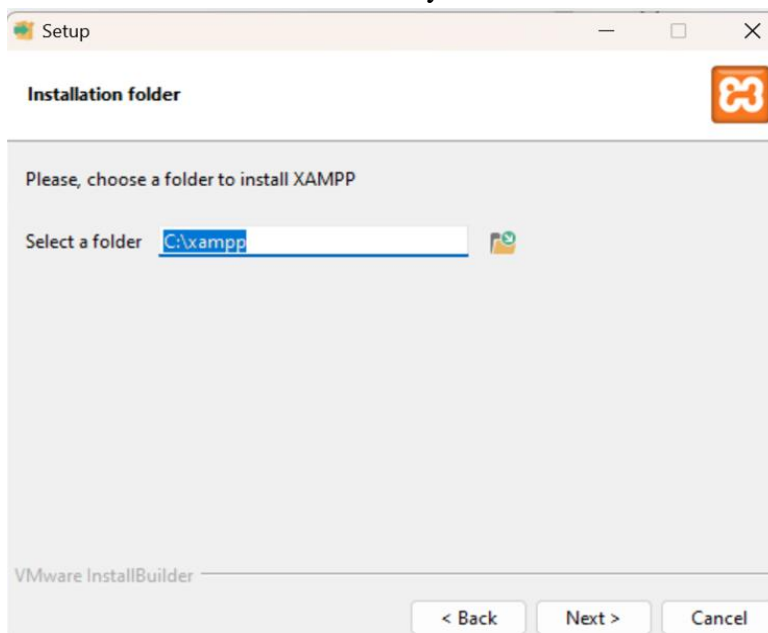 Setup
Installation folder
Please, choose a folder to install XAMPP
Select a folder C:\xampp
VMware InstallBuilder
< Back Next > Cancel